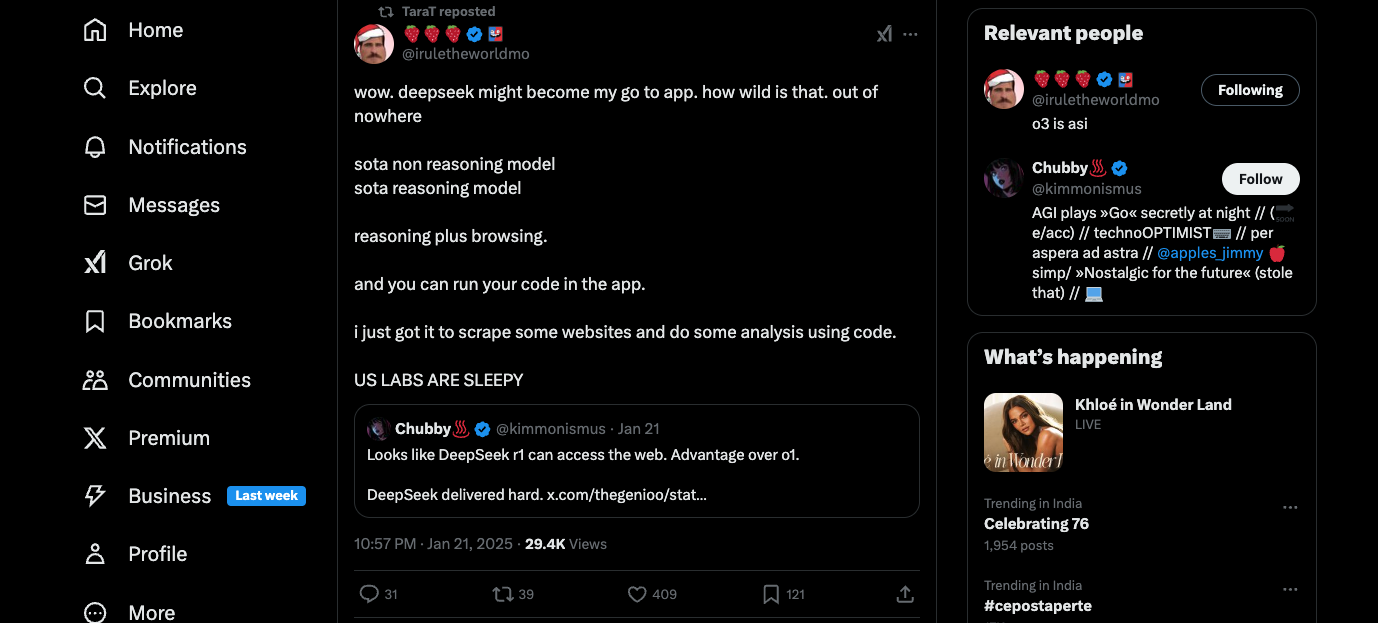 Home
Explore
Notifications
Messages
Grok
Bookmarks
Communities
Premium
Business Last week
Profile
More
TaraT reposted
🍓🍓🍓
@iruletheworldmo
wow. deepseek might become my go to app. how wild is that. out of
nowhere
sota non reasoning model
sota reasoning model
reasoning plus browsing.
and you can run your code in the app.
i just got it to scrape some websites and do some analysis using code.
US LABS ARE SLEEPY
Chubby♨️ @kimmonismus · Jan 21
Looks like DeepSeek r1 can access the web. Advantage over o1.
DeepSeek delivered hard. x.com/thegenioo/stat...
10:57 PM · Jan 21, 2025 · 29.4K Views
31 39 409 121
Relevant people
🍓🍓🍓
@iruletheworldmo
Following
o3 is asi
Chubby♨️
@kimmonismus
Follow
AGI plays »Go« secretly at night // (🔜
e/acc) // technoOPTIMIST⌨️ // per
aspera ad astra // @apples_jimmy 🍎
simp/ »Nostalgic for the future« (stole
that) // 💻
What's happening
Khloé in Wonder Land
LIVE
Trending in India
Celebrating 76
1,954 posts
Trending in India
#cepostaperte